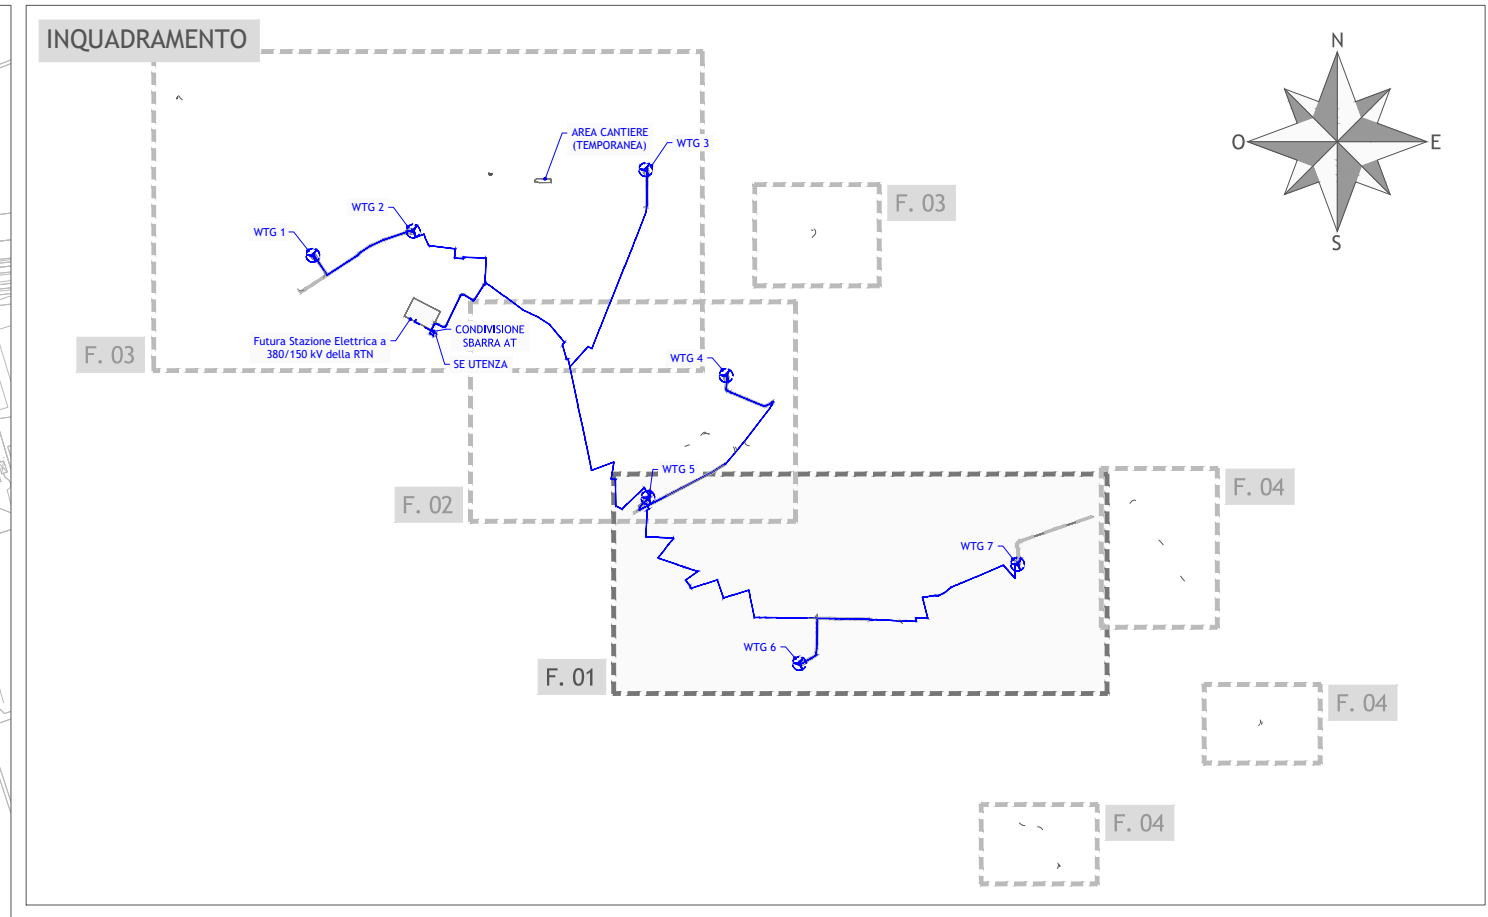 INQUADRAMENTO
N
O
E
S
AREA CANTIERE
(TEMPORANEA)
WTG 3
F. 03
WTG 2
WTG 1
Futura Stazione Elettrica a
380/150 kV della RTN
CONDIVISIONE
SBARRA AT
SE UTENZA
F. 03
WTG 4
WTG 5
F. 02
F. 04
WTG 7
WTG 6
F. 01
F. 04
F. 04